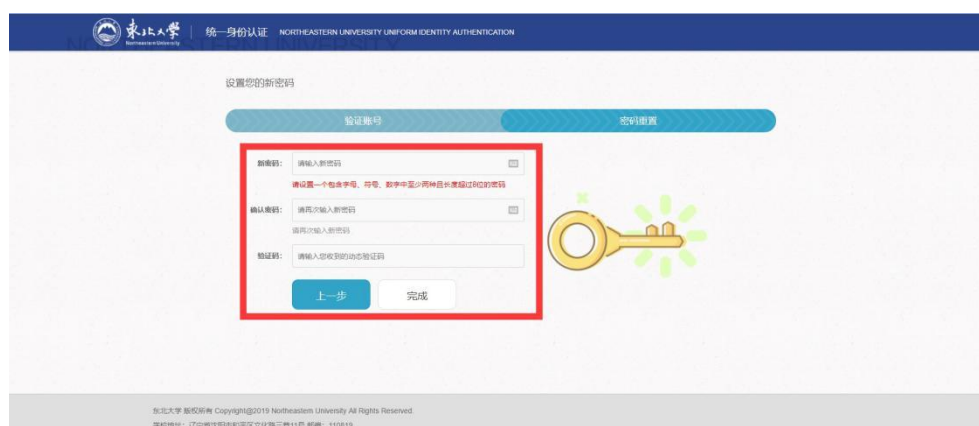 东北大学 统一身份认证 NORTHEASTERN UNIVERSITY UNIFORM IDENTITY AUTHENTICATION
Northeastern University
设置您的新密码
验证账号 密码重置
新密码： 请输入新密码
请设置一个包含字母、符号、数字中至少两种且长度超过8位的密码
确认密码： 请再次输入新密码
请再次输入新密码
验证码： 请输入您收到的动态验证码
上一步 完成
东北大学 版权所有 Copyright@2019 Northeastern University All Rights Reserved.